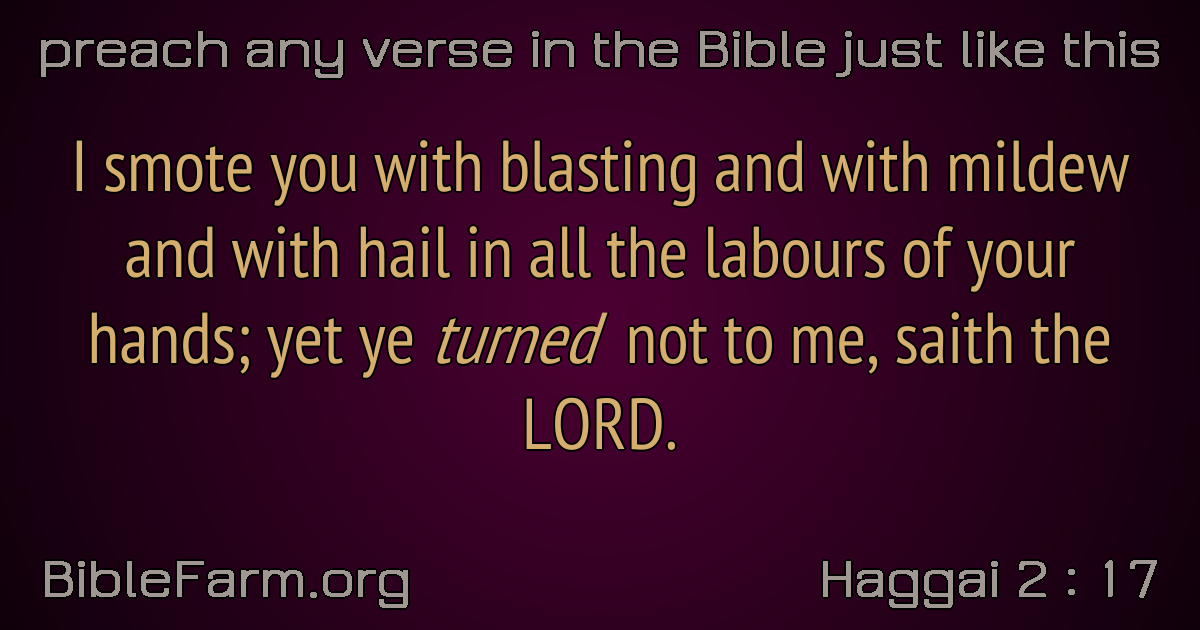 preach any verse in the Bible just like this
I smote you with blasting and with mildew
and with hail in all the labours of your
hands; yet ye turned not to me, saith the
LORD.
BibleFarm.org
Haggai 2 : 17